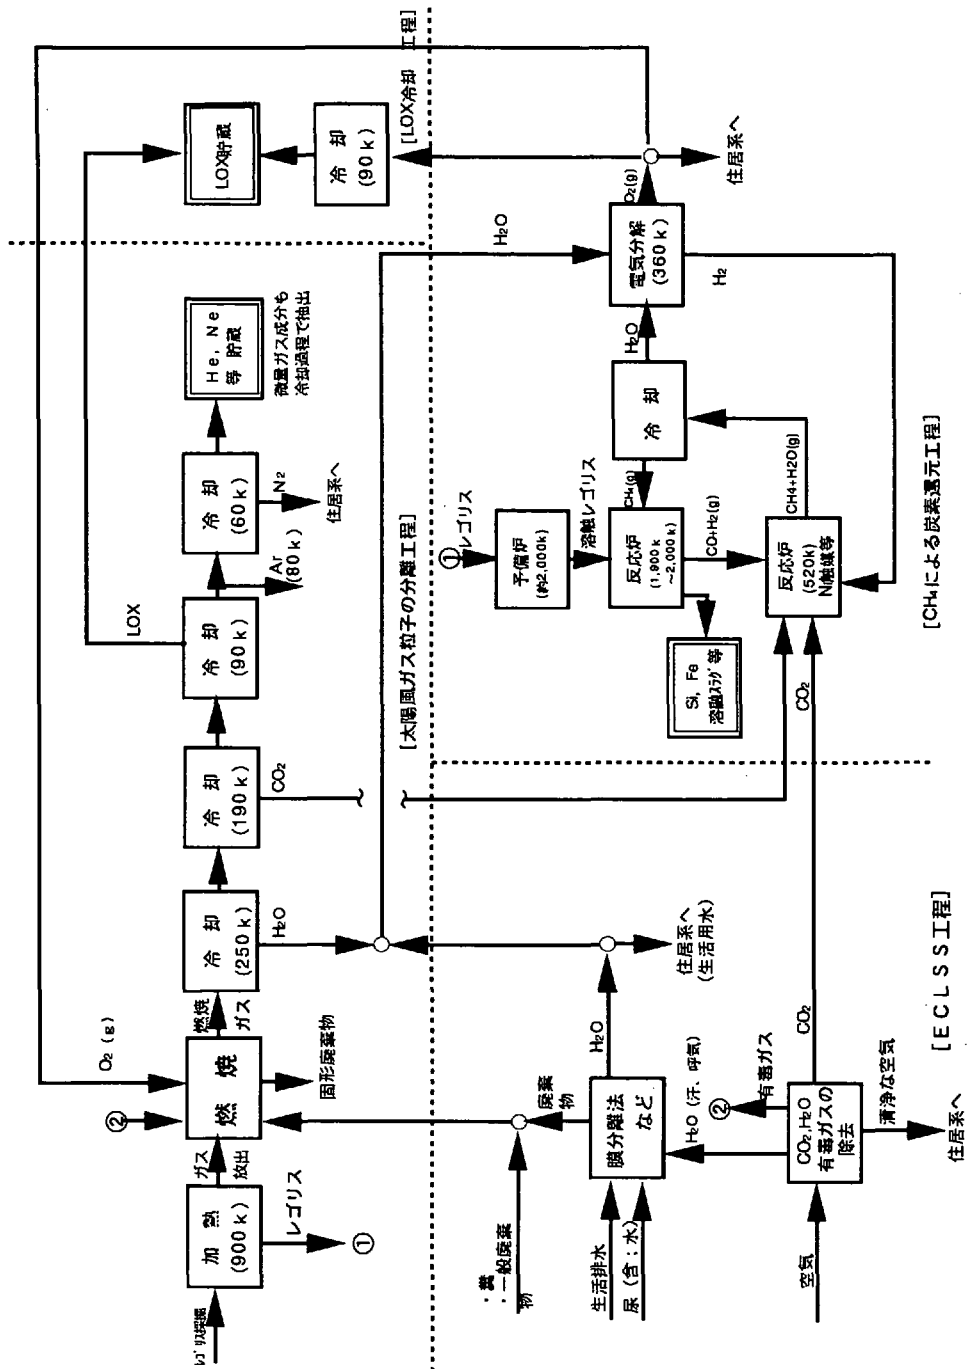 レゴリス採掘
加 熱
(900k)
ガス
放出
レゴリス
①
②
O₂ (g)
燃 焼
固形廃棄物
燃焼
ガス
冷 却
(250k)
H₂O
冷 却
(190k)
CO₂
冷 却
(90k)
LOX
Ar
(80k)
冷 却
(60k)
N₂
住居系へ
He, Ne
等 貯蔵
微量ガス成分も
冷却過程で抽出
[太陽風ガス粒子の分離工程]
LOX貯蔵
冷 却
(90k)
[LOX冷却 工程]
・糞
・一般廃棄
物
生活排水
尿 (含;水)
膜分離法
など
廃棄
物
H₂O
住居系へ
(生活用水)
H₂O (汗、呼気)
空気
CO₂,H₂O
有毒ガスの
除去
②
有毒ガス
CO₂
清浄な空気
住居系へ
[ECLSS工程]
①
レゴリス
予備炉
(約2,000k)
溶融レゴリス
反応炉
(1,900k
～2,000k)
CH₄(g)
CO+H₂(g)
Si, Fe
溶融スラグ等
CO₂
反応炉
(520k)
Ni触媒等
CH4+H2O(g)
冷 却
H₂O
H₂O
電気分解
(360k)
O₂(g)
H₂
住居系へ
[CH₄による炭素還元工程]